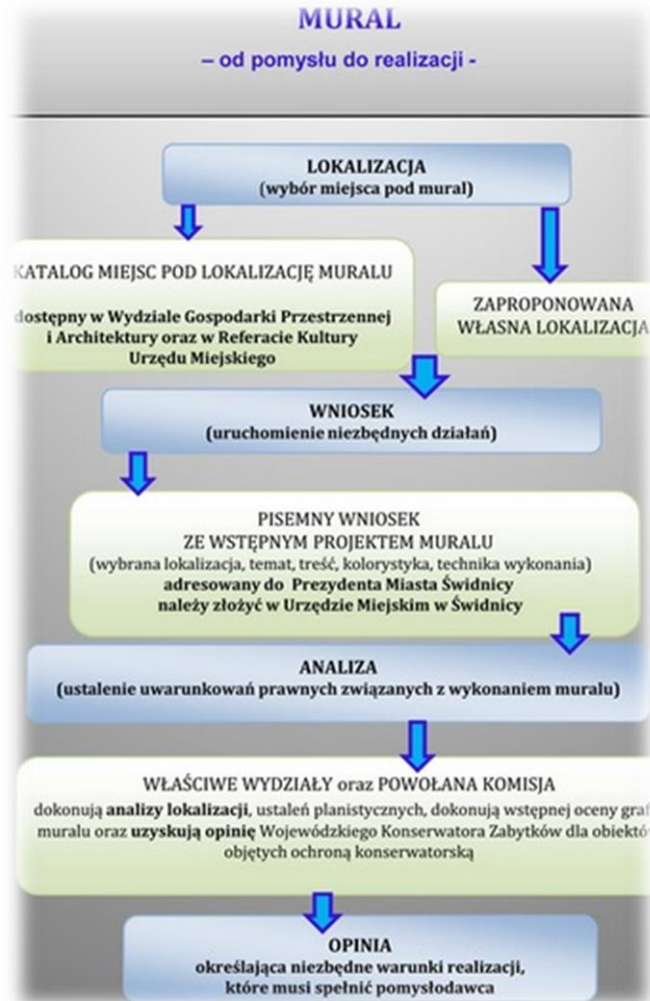 MURAL
– od pomysłu do realizacji -
LOKALIZACJA
(wybór miejsca pod mural)
KATALOG MIEJSC POD LOKALIZACJĘ MURALU
dostępny w Wydziale Gospodarki Przestrzennej
i Architektury oraz w Referacie Kultury
Urzędu Miejskiego
ZAPROPONOWANA
WŁASNA LOKALIZACJA
WNIOSEK
(uruchomienie niezbędnych działań)
PISEMNY WNIOSEK
ZE WSTĘPNYM PROJEKTEM MURALU
(wybrana lokalizacja, temat, treść, kolorystyka, technika wykonania)
adresowany do Prezydenta Miasta Świdnicy
należy złożyć w Urzędzie Miejskim w Świdnicy
ANALIZA
(ustalenie uwarunkowań prawnych związanych z wykonaniem muralu)
WŁAŚCIWE WYDZIAŁY oraz POWOŁANA KOMISJA
dokonują analizy lokalizacji, ustaleń planistycznych, dokonują wstępnej oceny graf
muralu oraz uzyskują opinię Wojewódzkiego Konserwatora Zabytków dla obiektó
objętych ochroną konserwatorską
OPINIA
określająca niezbędne warunki realizacji,
które musi spełnić pomysłodawca